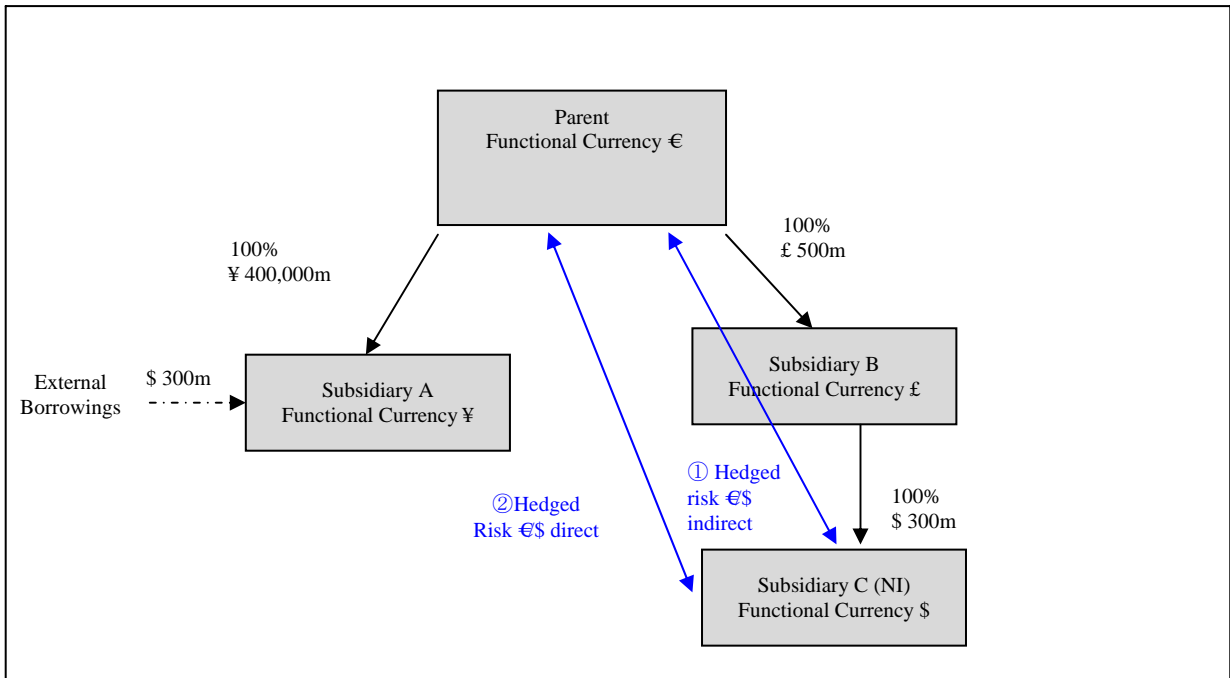 Parent
Functional Currency €
100%
¥ 400,000m
100%
£ 500m
External
Borrowings
$ 300m
Subsidiary A
Functional Currency ¥
Subsidiary B
Functional Currency £
②Hedged
Risk €/$ direct
① Hedged
risk €/$
indirect
100%
$ 300m
Subsidiary C (NI)
Functional Currency $